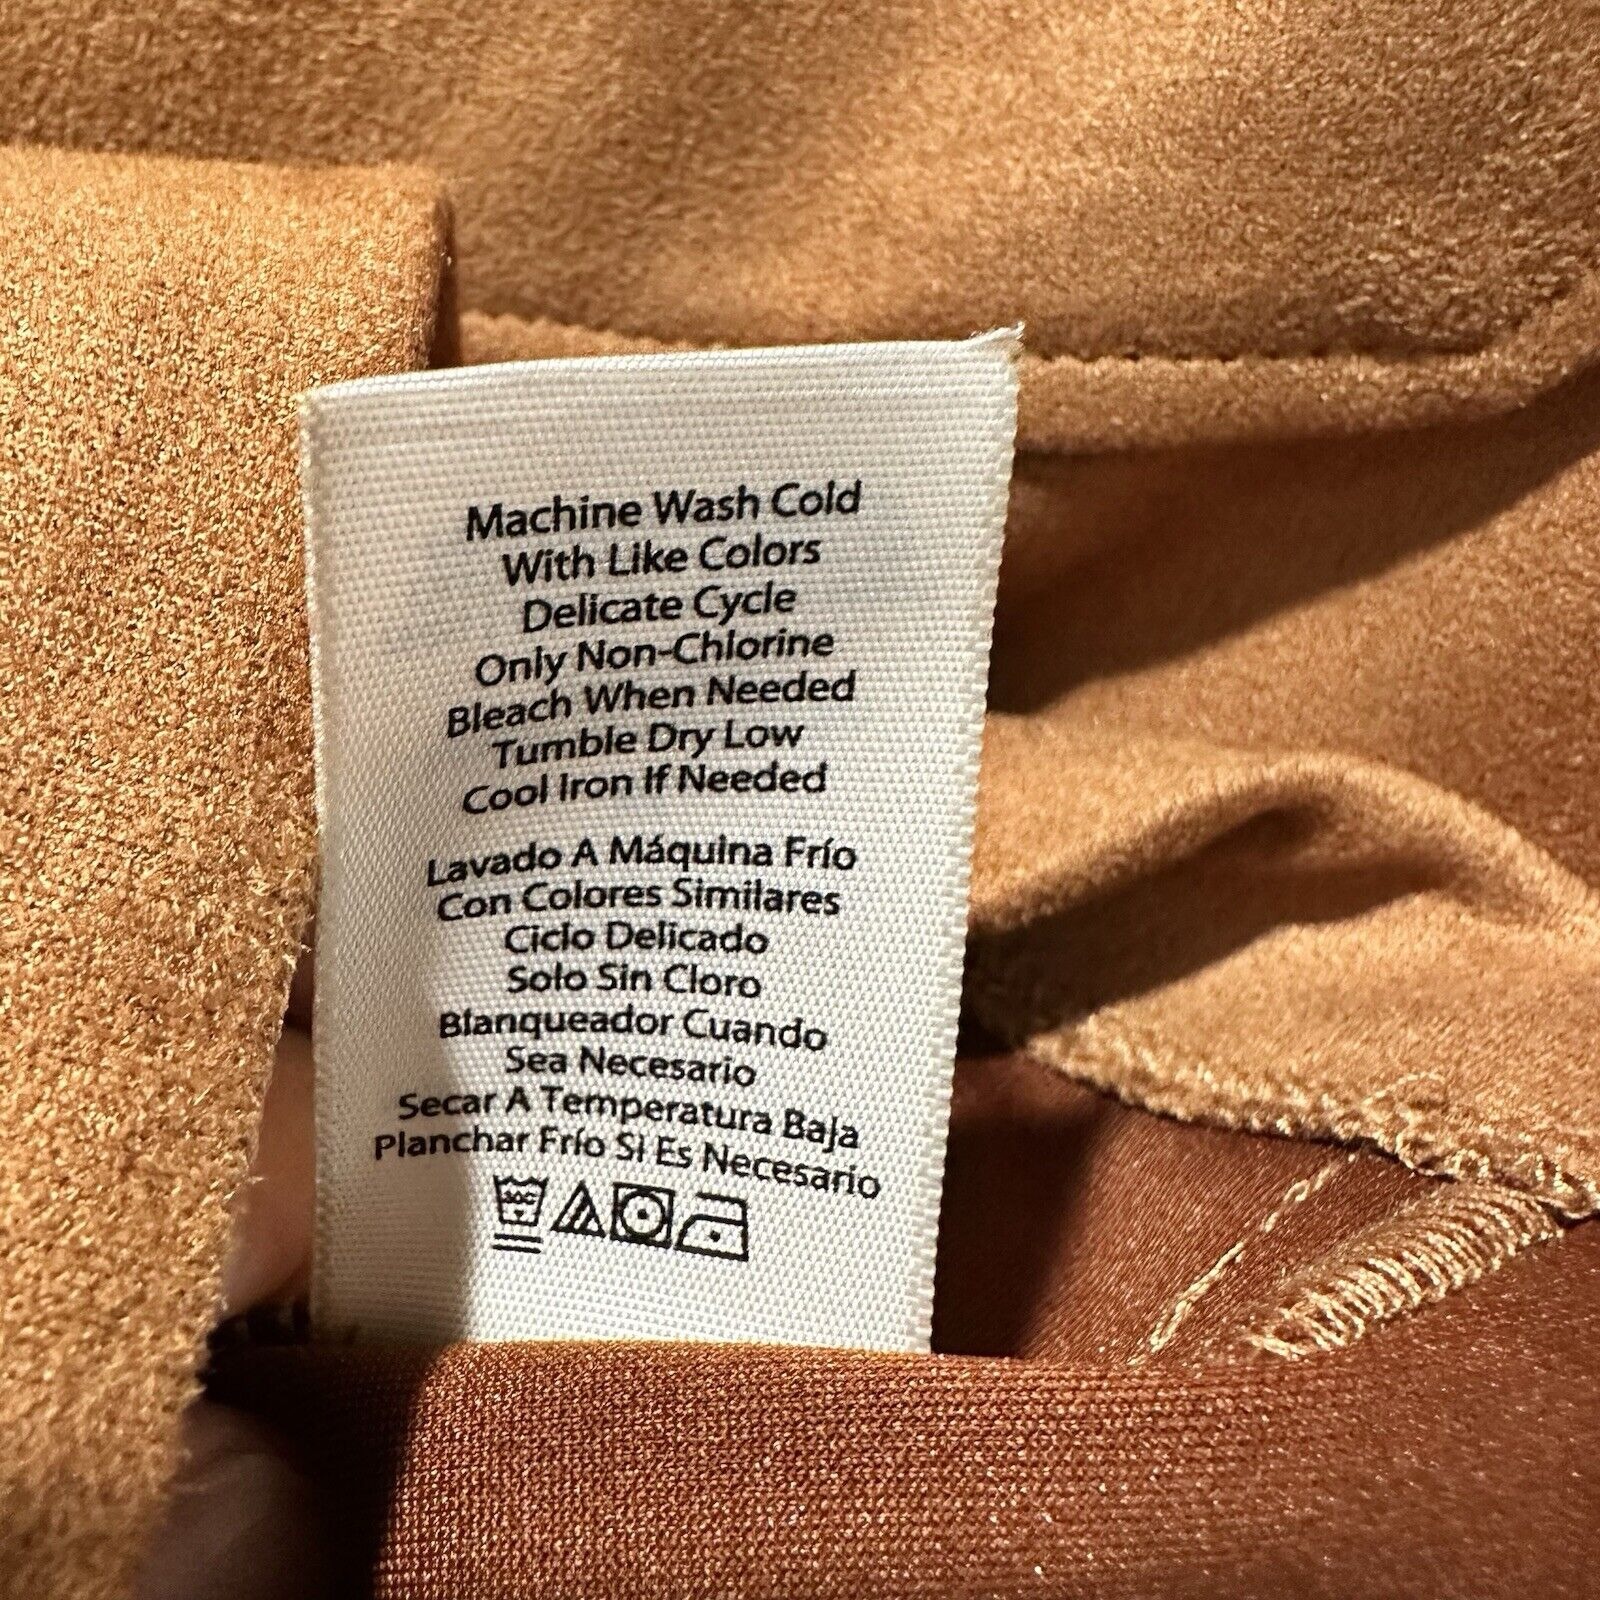 Machine Wash Cold
With Like Colors
Delicate Cycle
Only Non-Chlorine
Bleach When Needed
Tumble Dry Low
Cool Iron If Needed
Lavado A Máquina Frío
Con Colores Similares
Ciclo Delicado
Solo Sin Cloro
Blanqueador Cuando
Sea Necesario
Secar A Temperatura Baja
Planchar Frío Si Es Necesario
30C